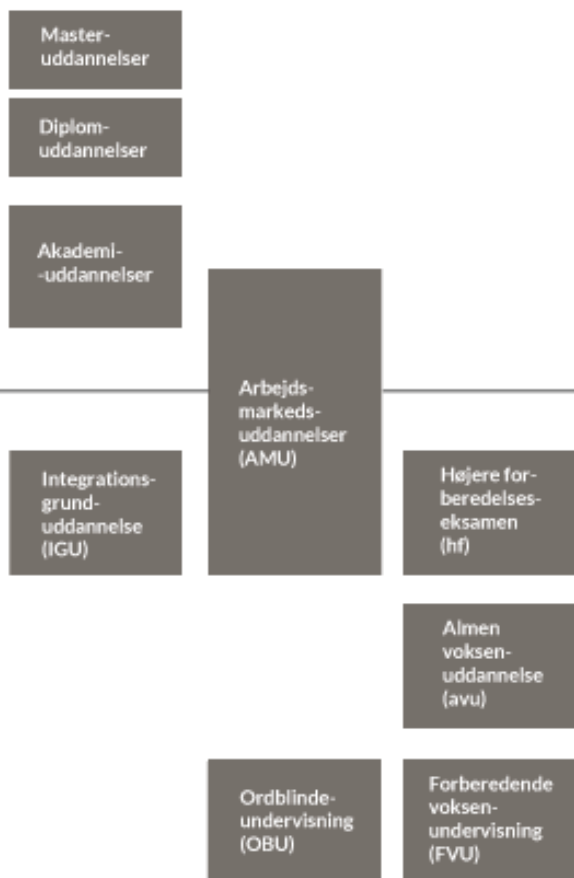 Master-
uddannelser
Diplom-
uddannelser
Akademi-
-uddannelser
Arbejds-
markeds-
uddannelser
(AMU)
Integrations-
grund-
uddannelse
(IGU)
Højere for-
beredelses-
eksamen
(hf)
Almen
voksen-
uddannelse
(avu)
Ordblinde-
undervisning
(OBU)
Forberedende
voksen-
undervisning
(FVU)